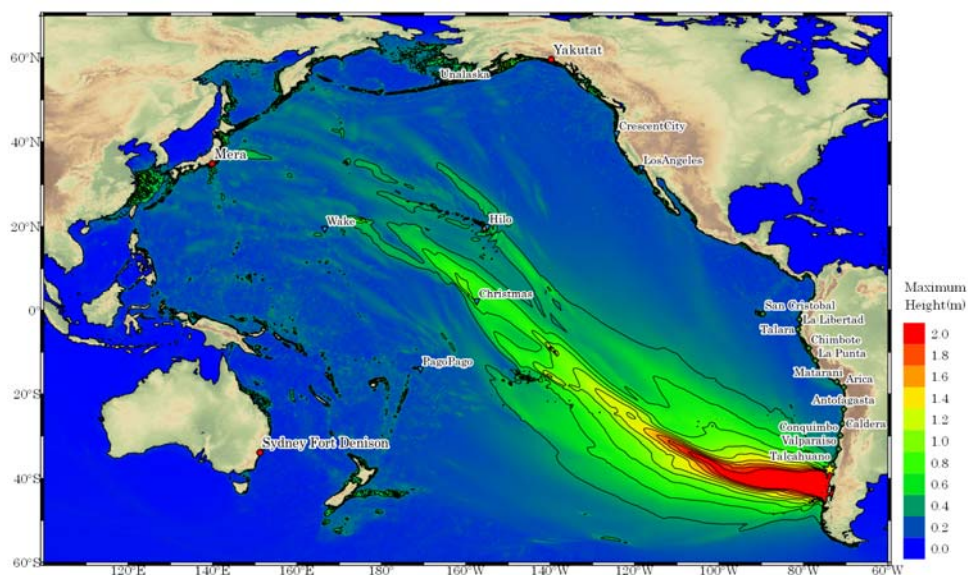 60°N
Yakutat
Unalaska
40°N
CrescentCity
Mera
LosAngeles
20°N
Wake
Hilo
0°
Christmas
San Cristobal
La Libertad
Talara
Chimbote
PagoPago
La Punta
20°S
Matarani
Arica
Antofagasta
Conquimbo
Caldera
Valparaiso
Sydney Fort Denison
Talcahuano
40°S
60°S
120°E
140°E
160°E
180°
160°W
140°W
120°W
100°W
80°W
60°W
Maximum
Height(m)
2.0
1.8
1.6
1.4
1.2
1.0
0.8
0.6
0.4
0.2
0.0